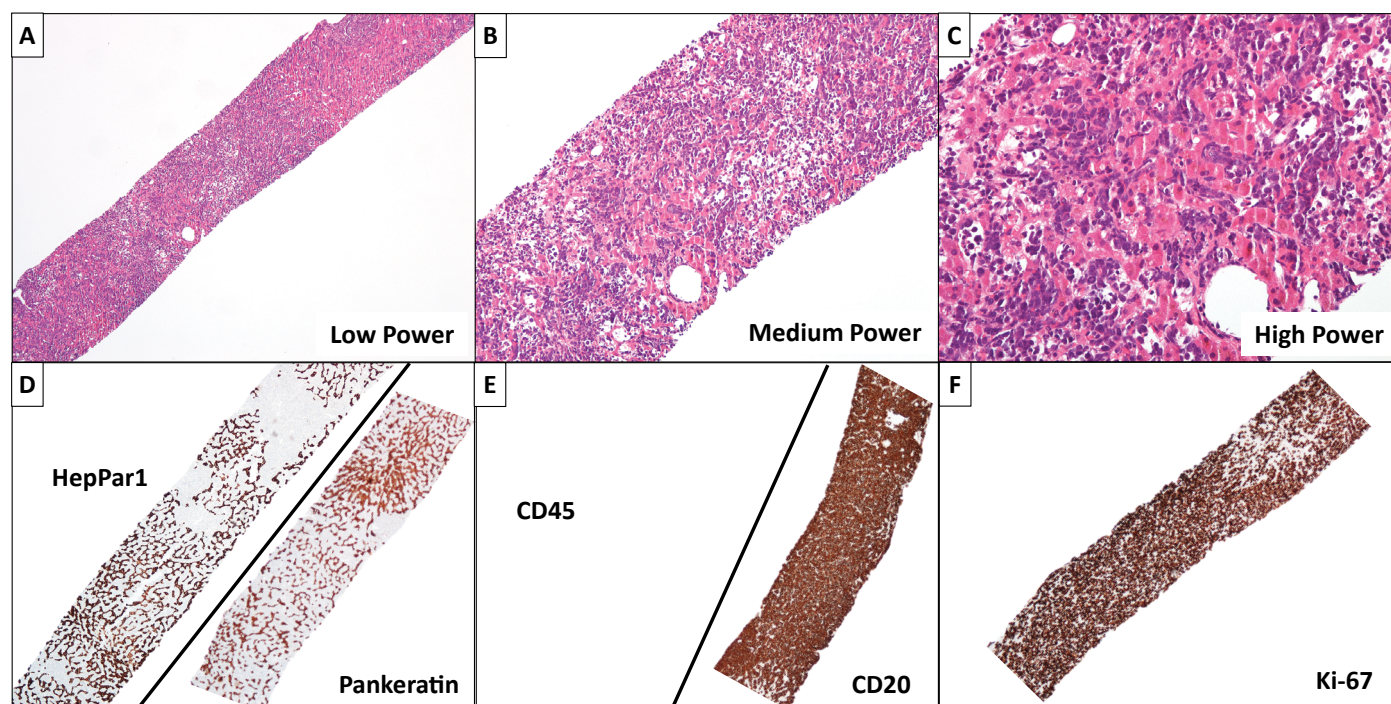 A
Low Power
B
Medium Power
C
High Power
D
HepPar1
Pankeratin
E
CD45
CD20
F
Ki-67